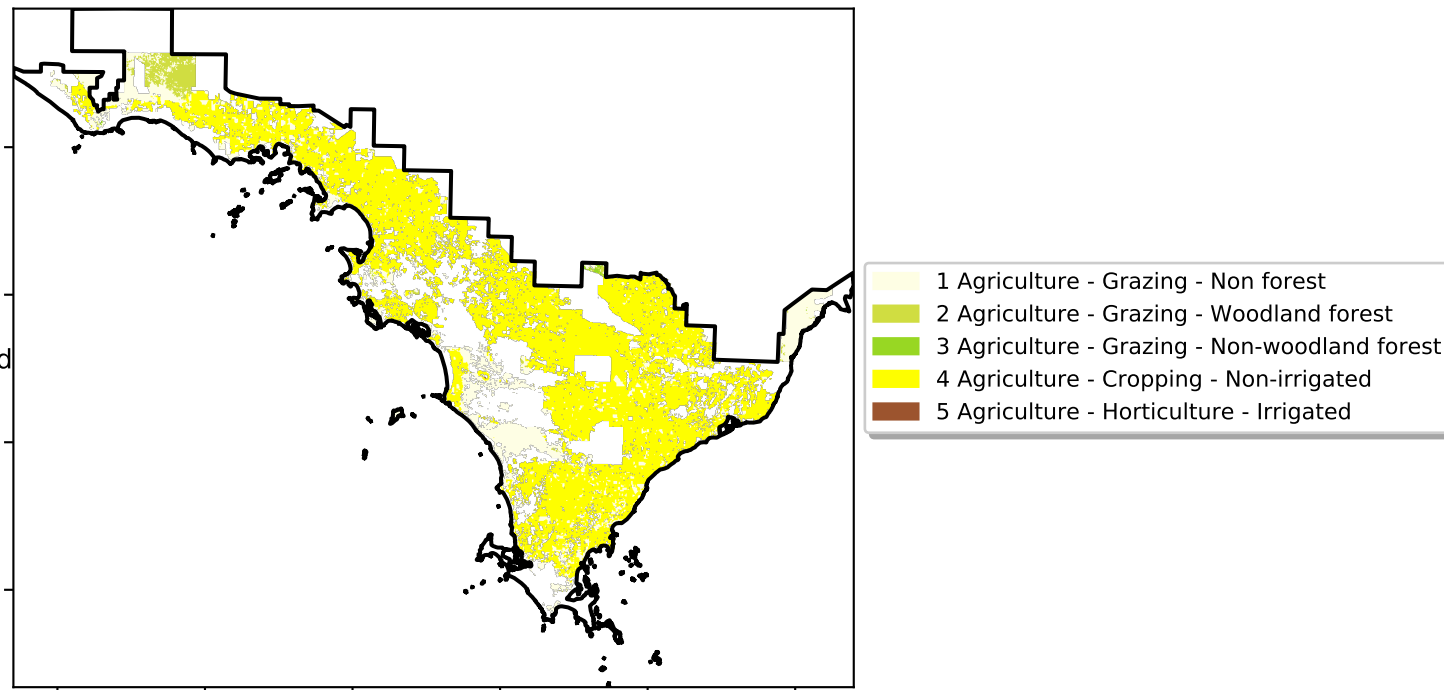 d
1 Agriculture - Grazing - Non forest
2 Agriculture - Grazing - Woodland forest
3 Agriculture - Grazing - Non-woodland forest
4 Agriculture - Cropping - Non-irrigated
5 Agriculture - Horticulture - Irrigated